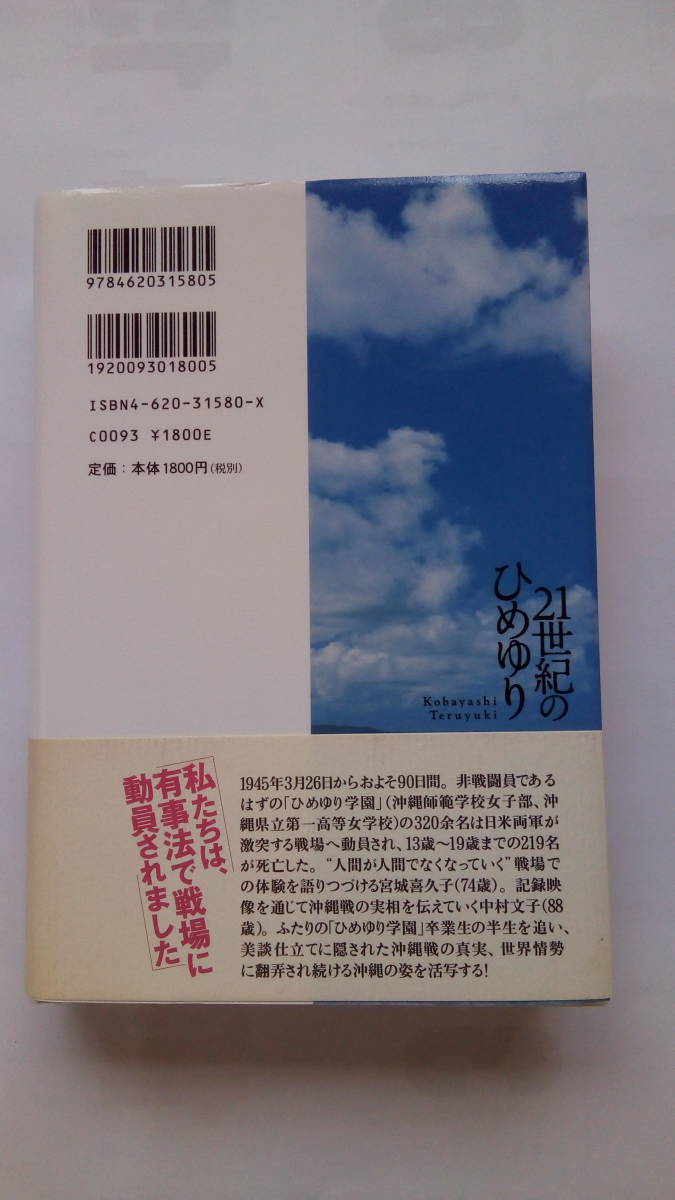 9784620315805
1920093018005
ISBN4-620-31580-X
C0093 ¥1800E
定価：本体1800円（税別）
21世紀の
ひめゆり
Kobayashi
Teruyuki
「私たちは、
有事法で戦場に
動員されました」
1945年3月26日からおよそ90日間。非戦闘員である
はずの「ひめゆり学園」（沖縄師範学校女子部、沖
縄県立第一高等女学校）の320余名は日米両軍が
激突する戦場へ動員され、13歳〜19歳までの219名
が死亡した。“人間が人間でなくなっていく”戦場で
の体験を語りつづける宮城喜久子（74歳）。記録映
像を通じて沖縄戦の実相を伝えていく中村文子（88
歳）。ふたりの「ひめゆり学園」卒業生の半生を追い、
美談仕立てに隠された沖縄戦の真実、世界情勢
に翻弄され続ける沖縄の姿を活写する！